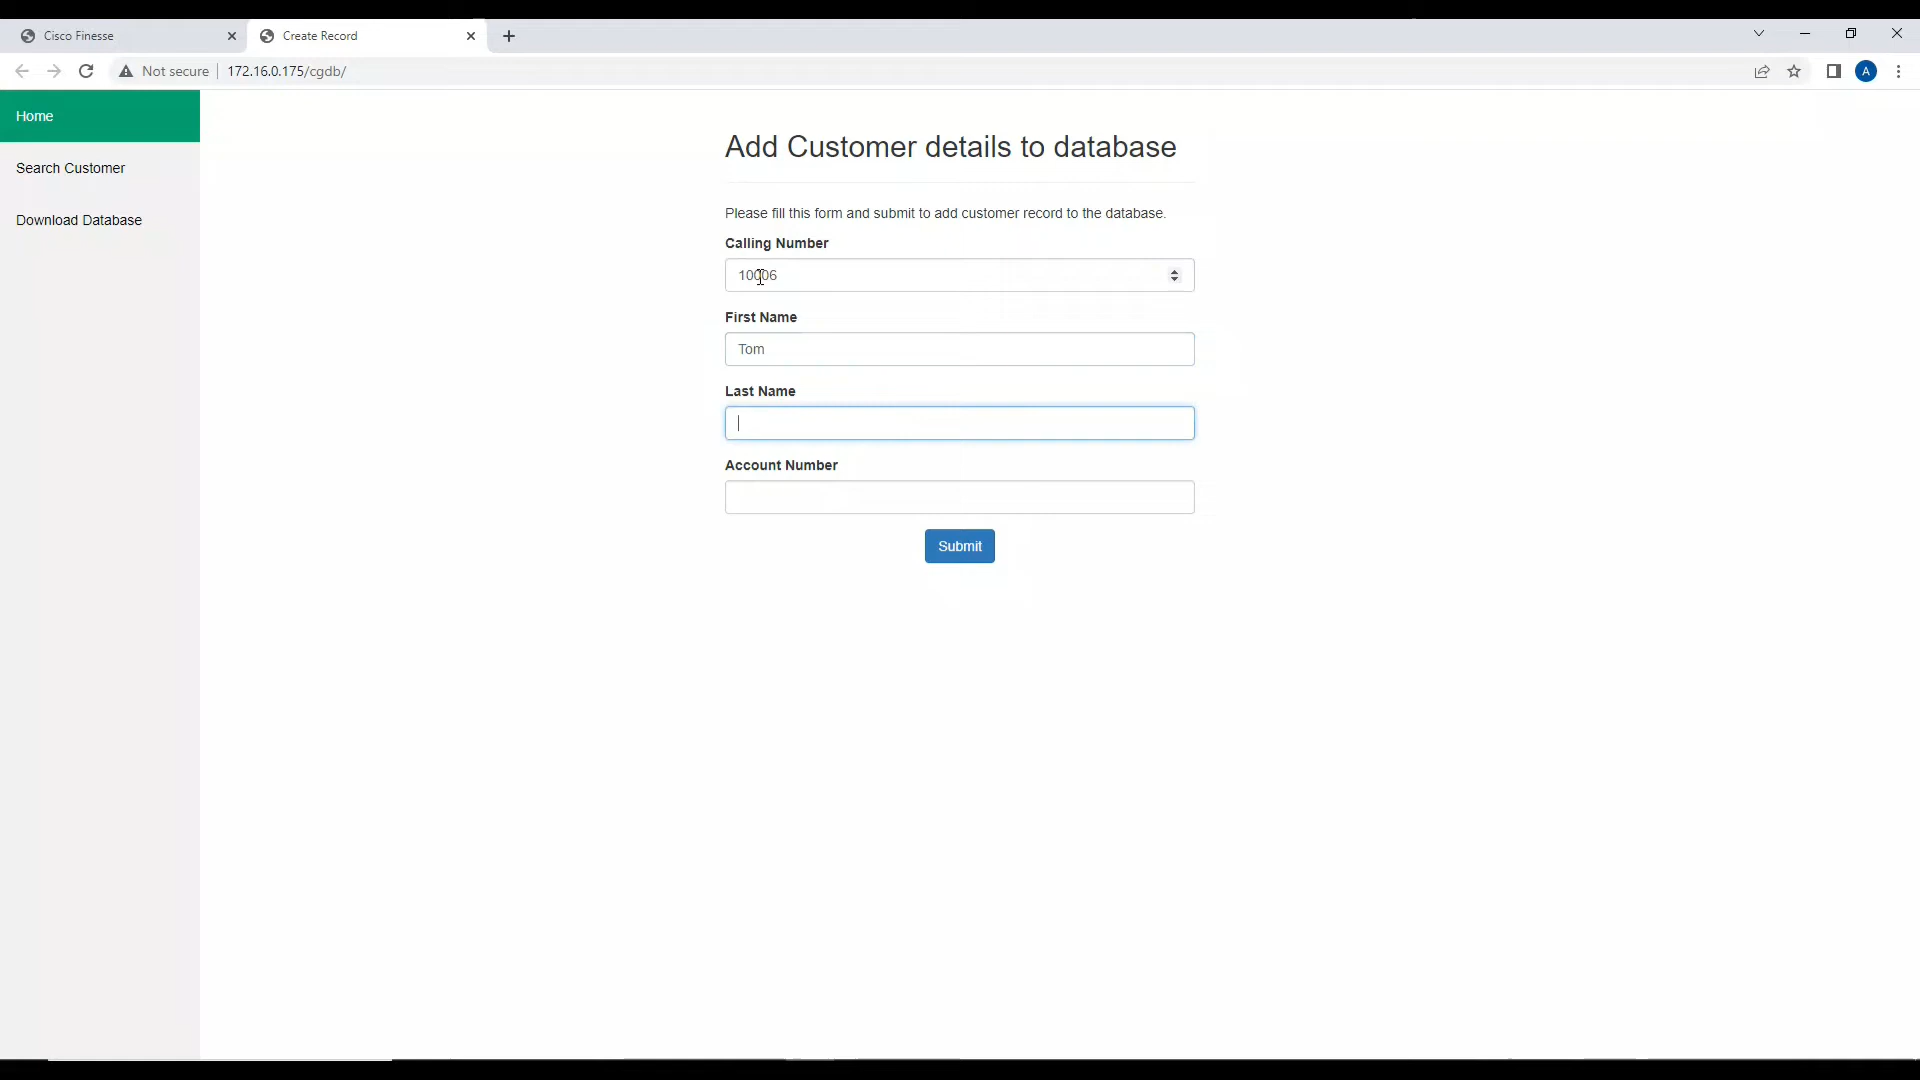 Cisco Finesse
Create Record
Not secure
172.16.0.175/cgdb/
A
Home
Search Customer
Download Database
Add Customer details to database
Please fill this form and submit to add customer record to the database.
Calling Number
10006
First Name
Tom
Last Name
Account Number
Submit